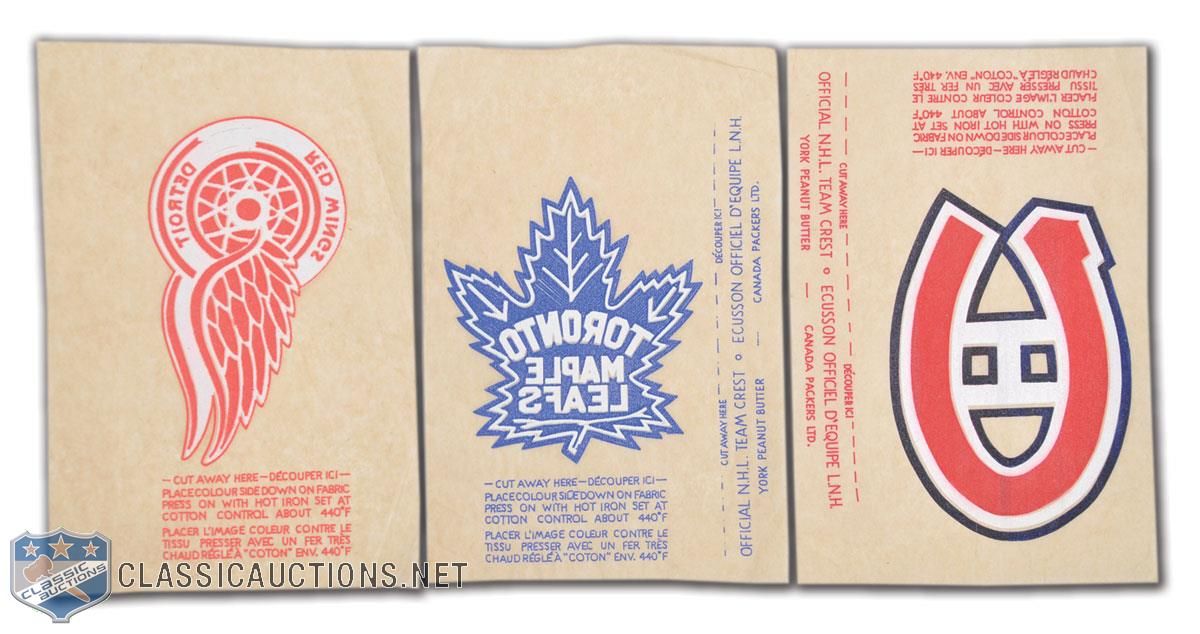 DETROIT
RED WINGS
— CUT AWAY HERE — DÉCOUPER ICI —
PLACE COLOUR SIDE DOWN ON FABRIC
PRESS ON WITH HOT IRON SET AT
COTTON CONTROL ABOUT 440°F
PLACER L'IMAGE COLEUR CONTRE LE
TISSU PRESSER AVEC UN FER TRÈS
CHAUD RÉGLÉ À "COTON" ENV. 440°F
TORONTO
MAPLE
LEAFS
— CUT AWAY HERE — DÉCOUPER ICI —
PLACE COLOUR SIDE DOWN ON FABRIC
PRESS ON WITH HOT IRON SET AT
COTTON CONTROL ABOUT 440°F
PLACER L'IMAGE COLEUR CONTRE LE
TISSU PRESSER AVEC UN FER TRÈS
CHAUD RÉGLÉ À "COTON" ENV. 440°F
CUT AWAY HERE — DÉCOUPER ICI
OFFICIAL N.H.L. TEAM CREST o ECUSSON OFFICIEL D'EQUIPE L.N.H.
YORK PEANUT BUTTER — CANADA PACKERS LTD.
CUT AWAY HERE — DÉCOUPER ICI
OFFICIAL N.H.L. TEAM CREST o ECUSSON OFFICIEL D'EQUIPE L.N.H.
YORK PEANUT BUTTER — CANADA PACKERS LTD.
— CUT AWAY HERE — DÉCOUPER ICI —
PLACE COLOUR SIDE DOWN ON FABRIC
PRESS ON WITH HOT IRON SET AT
COTTON CONTROL ABOUT 440°F
PLACER L'IMAGE COLEUR CONTRE LE
TISSU PRESSER AVEC UN FER TRÈS
CHAUD RÉGLÉ À "COTON" ENV. 440°F
CLASSIC
AUCTIONS
CLASSICAUCTIONS.NET